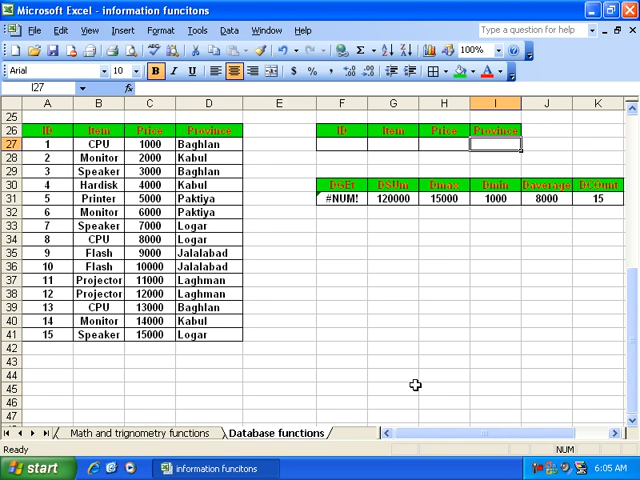 Microsoft Excel - information funcitons
File Edit View Insert Format Tools Data Window Help
Type a question for help
100%
Arial 10 B I U $ % ,
I27 fx
A B C D E F G H I J K
25
26 ID Item Price Province ID Item Price Province
27 1 CPU 1000 Baghlan
28 2 Monitor 2000 Kabul
29 3 Speaker 3000 Baghlan
30 4 Hardisk 4000 Kabul DSEt DSUm Dmax Dmin Daverage DCOunt
31 5 Printer 5000 Paktiya #NUM! 120000 15000 1000 8000 15
32 6 Monitor 6000 Paktiya
33 7 Speaker 7000 Logar
34 8 CPU 8000 Logar
35 9 Flash 9000 Jalalabad
36 10 Flash 10000 Jalalabad
37 11 Projector 11000 Laghman
38 12 Projector 12000 Laghman
39 13 CPU 13000 Baghlan
40 14 Monitor 14000 Kabul
41 15 Speaker 15000 Logar
42
43
44
45
46
47
Math and trignometry functions Database functions
Ready NUM
start information funcitons 6:05 AM